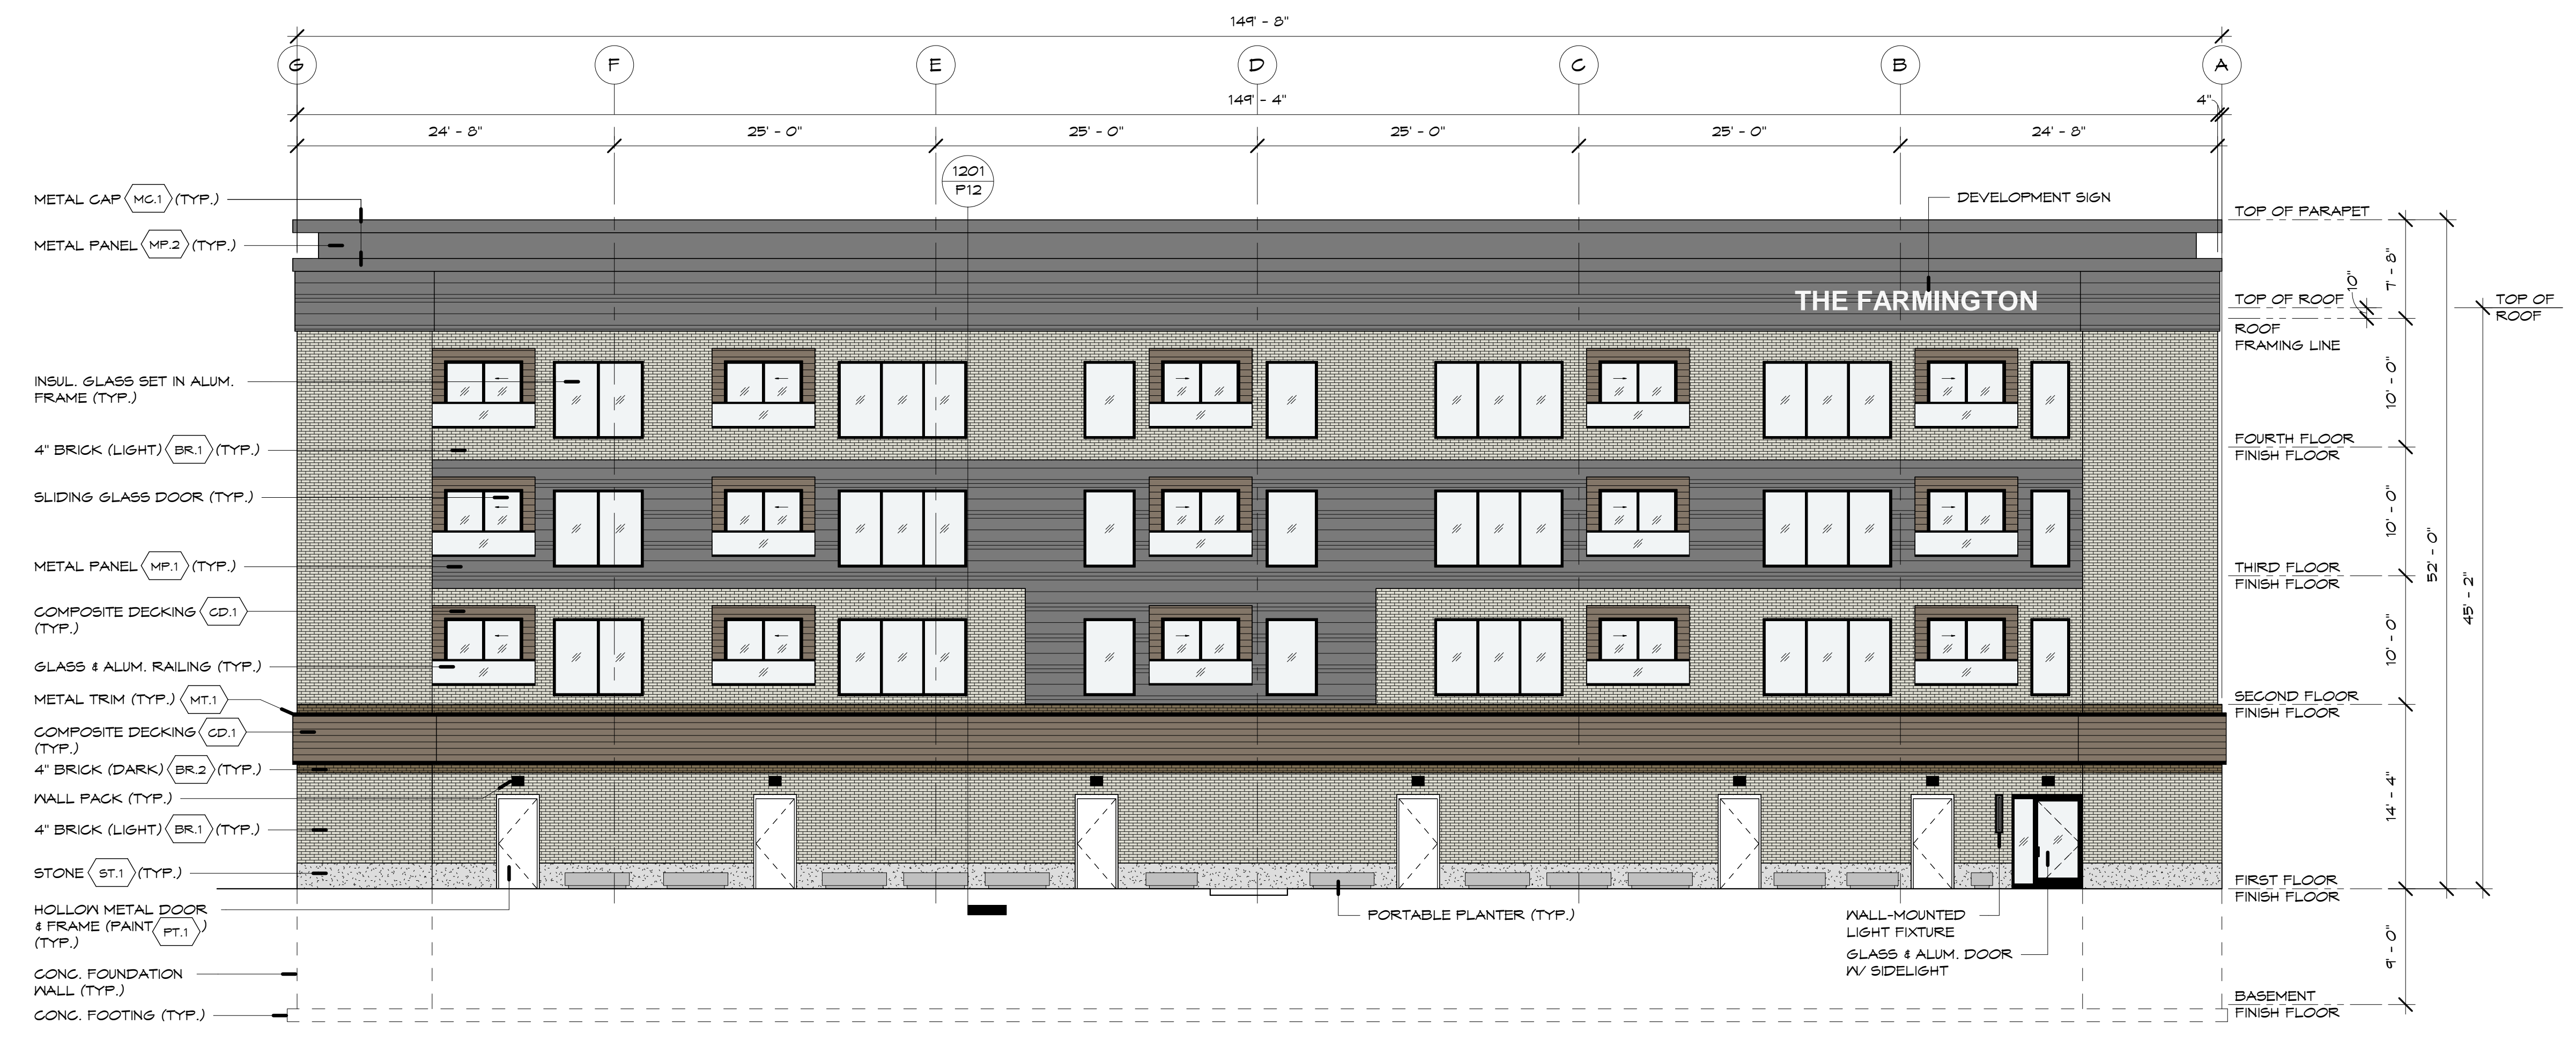 149' - 8"
G F E D C B A
149' - 4" 4"
24' - 8" 25' - 0" 25' - 0" 25' - 0" 25' - 0" 24' - 8"
1201
P12
METAL CAP MC.1 (TYP.)
METAL PANEL MP.2 (TYP.)
INSUL. GLASS SET IN ALUM.
FRAME (TYP.)
4" BRICK (LIGHT) BR.1 (TYP.)
SLIDING GLASS DOOR (TYP.)
METAL PANEL MP.1 (TYP.)
COMPOSITE DECKING CD.1
(TYP.)
GLASS & ALUM. RAILING (TYP.)
METAL TRIM (TYP.) MT.1
COMPOSITE DECKING CD.1
(TYP.)
4" BRICK (DARK) BR.2 (TYP.)
WALL PACK (TYP.)
4" BRICK (LIGHT) BR.1 (TYP.)
STONE ST.1 (TYP.)
HOLLOW METAL DOOR
& FRAME (PAINT PT.1 )
(TYP.)
CONC. FOUNDATION
WALL (TYP.)
CONC. FOOTING (TYP.)
DEVELOPMENT SIGN
THE FARMINGTON
PORTABLE PLANTER (TYP.)
WALL-MOUNTED
LIGHT FIXTURE
GLASS & ALUM. DOOR
W/ SIDELIGHT
TOP OF PARAPET
TOP OF ROOF
ROOF
FRAMING LINE
FOURTH FLOOR
FINISH FLOOR
THIRD FLOOR
FINISH FLOOR
SECOND FLOOR
FINISH FLOOR
FIRST FLOOR
FINISH FLOOR
BASEMENT
FINISH FLOOR
10"
7' - 8"
10' - 0"
10' - 0"
10' - 0"
14' - 4"
9' - 0"
52' - 0"
45' - 2"
TOP OF
ROOF